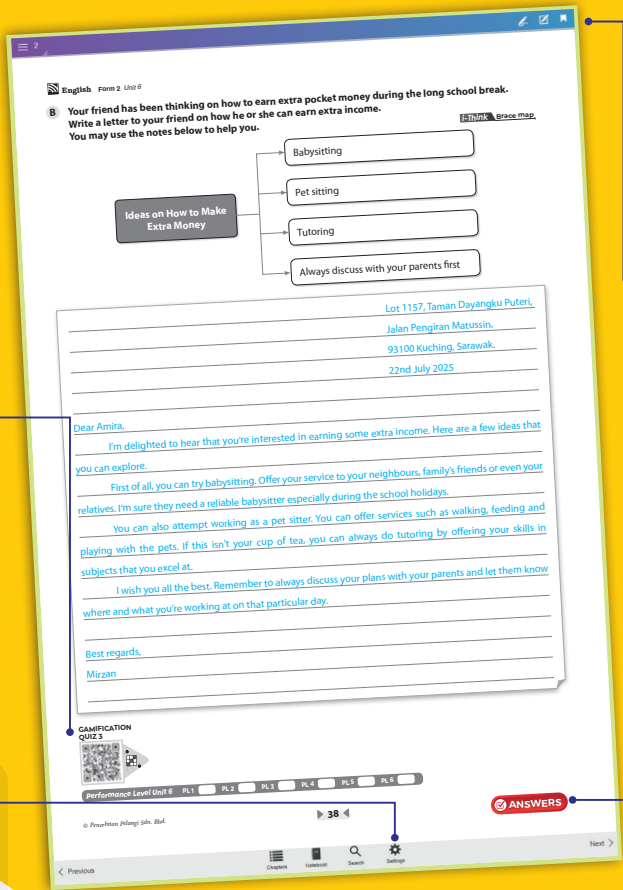 2
English Form 2 Unit 6
B Your friend has been thinking on how to earn extra pocket money during the long school break.
Write a letter to your friend on how he or she can earn extra income.
You may use the notes below to help you.
i-Think Brace map
Babysitting
Pet sitting
Ideas on How to Make
Extra Money
Tutoring
Always discuss with your parents first
Lot 1157, Taman Dayangku Puteri,
Jalan Pengiran Matussin,
93100 Kuching, Sarawak.
22nd July 2025
Dear Amira,
I'm delighted to hear that you're interested in earning some extra income. Here are a few ideas that
you can explore.
First of all, you can try babysitting. Offer your service to your neighbours, family's friends or even your
relatives. I'm sure they need a reliable babysitter especially during the school holidays.
You can also attempt working as a pet sitter. You can offer services such as walking, feeding and
playing with the pets. If this isn't your cup of tea, you can always do tutoring by offering your skills in
subjects that you excel at.
I wish you all the best. Remember to always discuss your plans with your parents and let them know
where and what you're working at on that particular day.
Best regards,
Mirzan
GAMIFICATION
QUIZ 3
Performance Level Unit 6 PL 1 PL 2 PL 3 PL 4 PL 5 PL 6
© Penerbitan Pelangi Sdn. Bhd.
38
ANSWERS
Previous
Chapters
Notebook
Search
Settings
Next